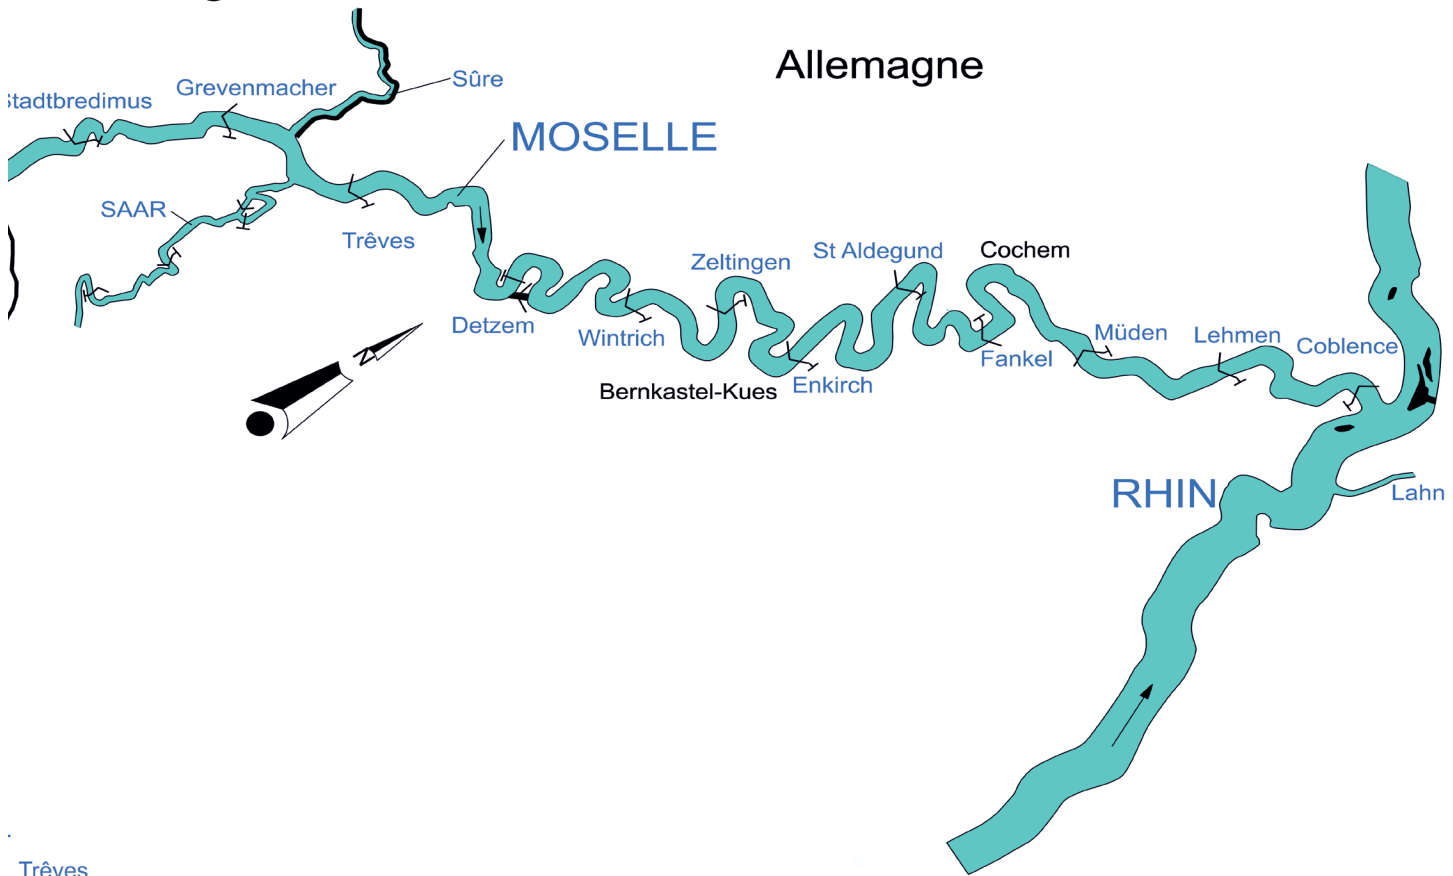 Allemagne
Sûre
Grevenmacher
Stadtbredimus
MOSELLE
SAAR
Trêves
Cochem
St Aldegund
Zeltingen
Detzem
Wintrich
Müden
Lehmen
Coblence
Fankel
N
Enkirch
Bernkastel-Kues
RHIN
Lahn
Trêves